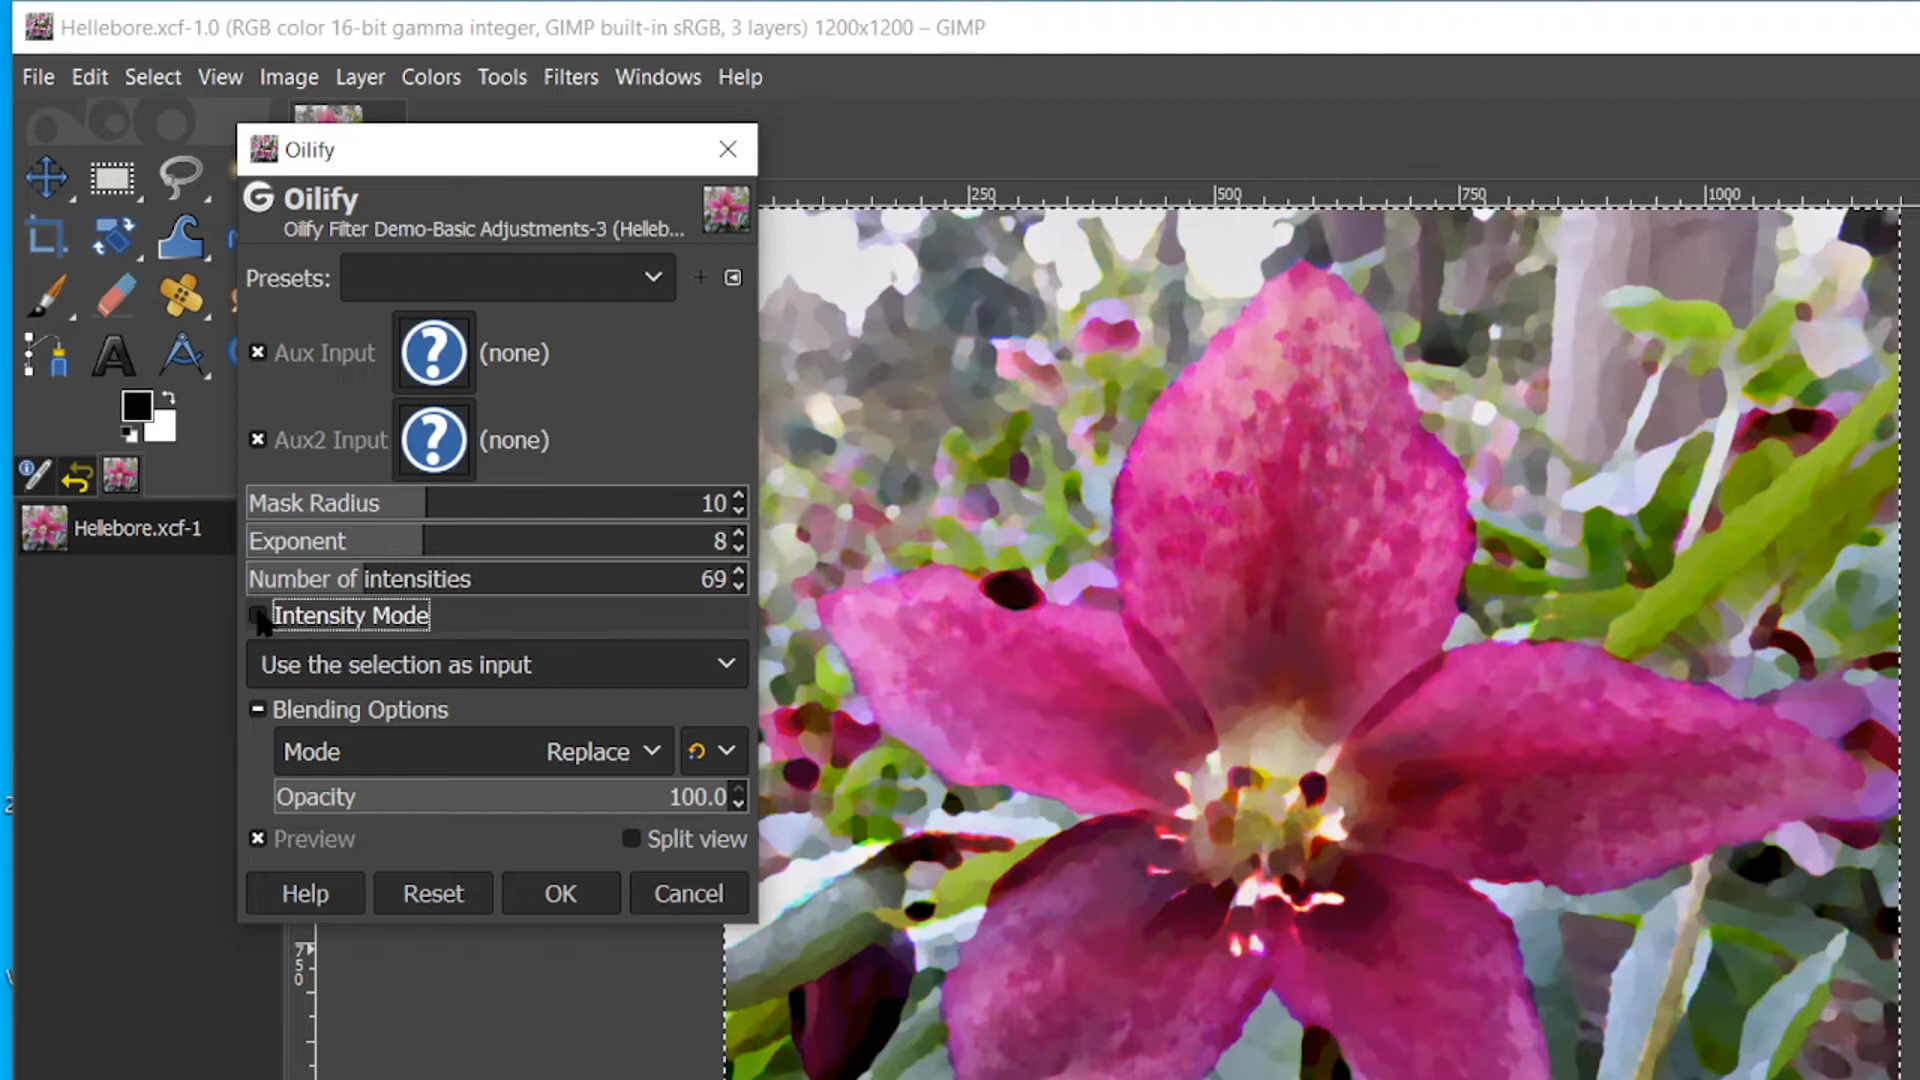 Hellebore.xcf-1.0 (RGB color 16-bit gamma integer, GIMP built-in sRGB, 3 layers) 1200x1200 – GIMP
File Edit Select View Image Layer Colors Tools Filters Windows Help
Oilify
Oilify
Oilify Filter Demo-Basic Adjustments-3 (Helleb...
Presets:
Aux Input (none)
Aux2 Input (none)
Mask Radius 10
Exponent 8
Number of intensities 69
Intensity Mode
Use the selection as input
Blending Options
Mode Replace
Opacity 100.0
Preview Split view
Help Reset OK Cancel
Hellebore.xcf-1
250 500 750 1000
750